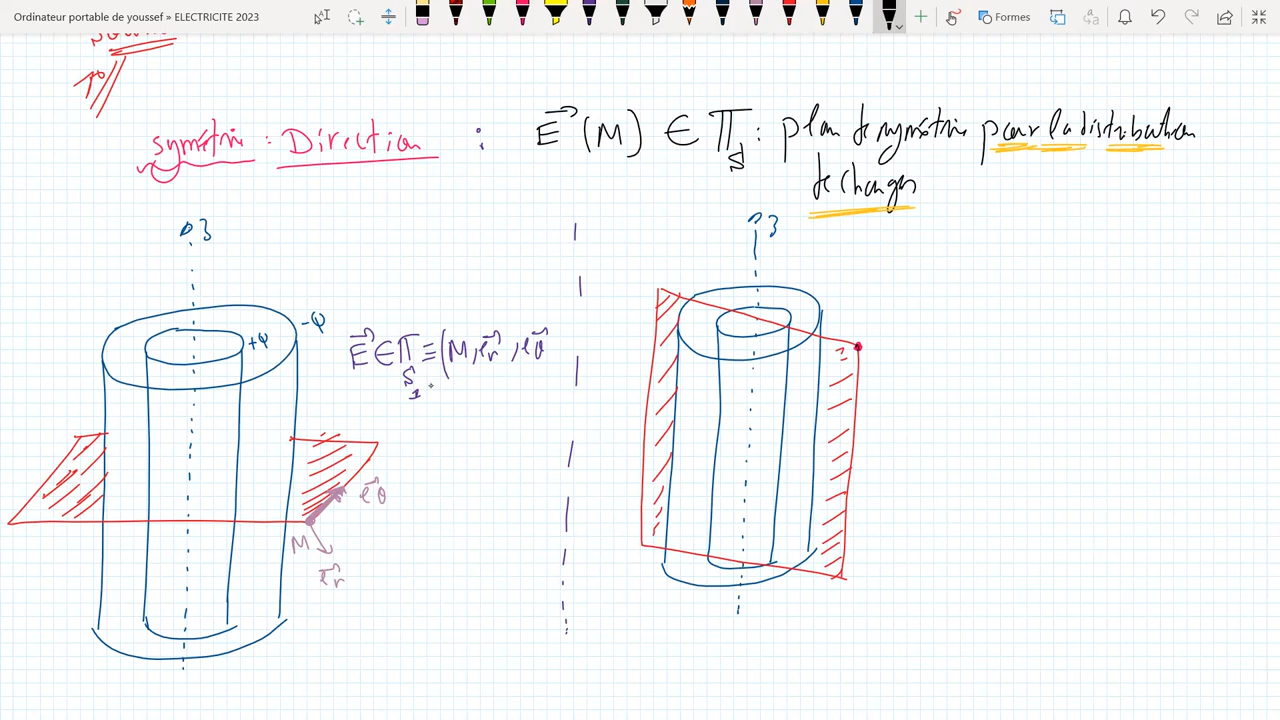 Ordinateur portable de youssef » ELECTRICITE 2023
Formes
symétrie : Direction : E⃗ (M) ∈ π_S : plan de symétrie pour la distribution
de charges
z
z
+Q
-Q
E⃗ ∈ π_S1 ≡ (M, e⃗r, e⃗θ
M
e⃗θ
e⃗r